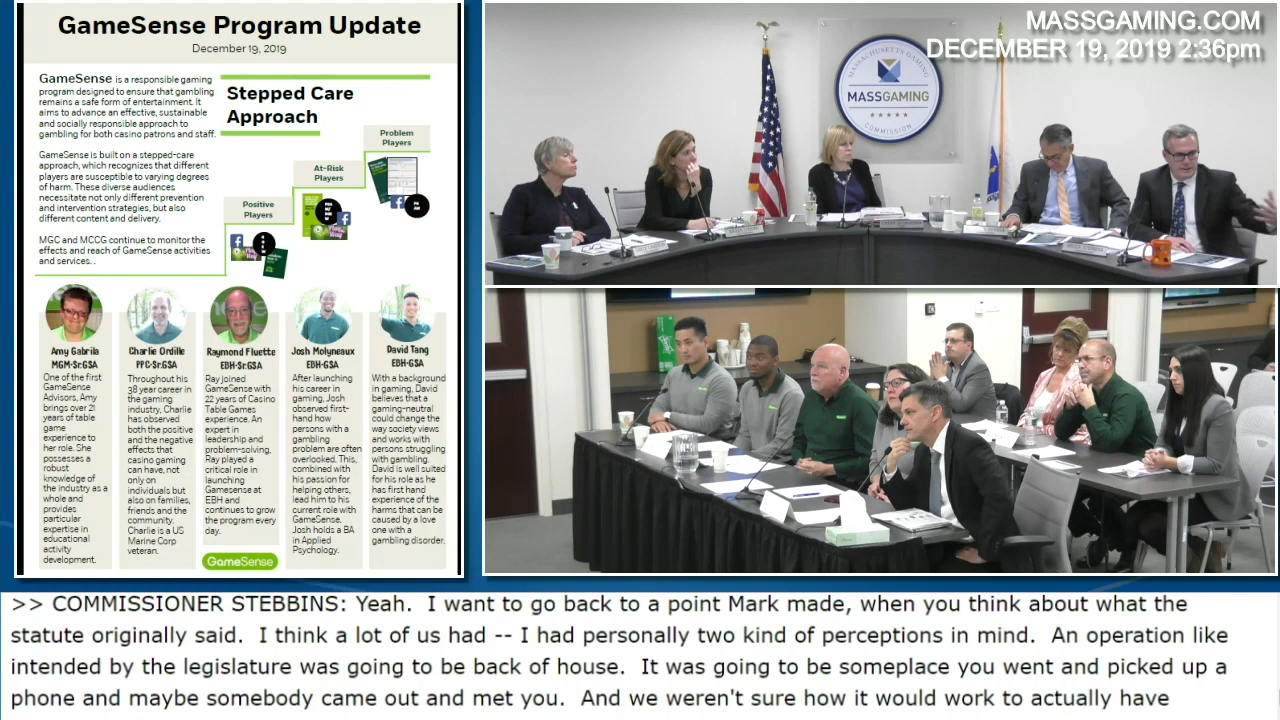 GameSense Program Update
December 19, 2019
GameSense is a responsible gaming
program designed to ensure that gambling
remains a safe form of entertainment. It
aims to advance an effective, sustainable
and socially responsible approach to
gambling for both casino patrons and staff.
GameSense is built on a stepped-care
approach, which recognizes that different
players are susceptible to varying degrees
of harm. These diverse audiences
necessitate not only different prevention
and intervention strategies, but also
different content and delivery.
MGC and MCCG continue to monitor the
effects and reach of GameSense activities
and services. .
Stepped Care
Approach
Positive
Players
At-Risk
Players
Problem
Players
Amy Gabrila
MGM-Sr.GSA
One of the first
GameSense
Advisors, Amy
brings over 21
years of table
game
experience to
her role. She
possesses a
robust
knowledge of
the industry as a
whole and
provides
particular
expertise in
educational
activity
development.
Charlie Ordille
PPC-Sr.GSA
Throughout his
38 year career in
the gaming
industry, Charlie
has observed
both the positive
and the negative
effects that
casino gaming
can have, not
only on
individuals but
also on families,
friends and the
community.
Charlie is a US
Marine Corp
veteran.
Raymond Fluette
EBH-Sr.GSA
Ray joined
GameSense with
22 years of Casino
Table Games
experience. An
expert in
leadership and
problem-solving,
Ray played a
critical role in
launching
Gamesense at
EBH and
continues to grow
the program every
day.
GameSense
Josh Molyneaux
EBH-GSA
After launching
his career in
gaming, Josh
observed first-
hand how
persons with a
gambling
problem are often
overlooked. This,
combined with
his passion for
helping others,
lead him to his
current role with
GameSense.
Josh holds a BA
in Applied
Psychology.
David Tang
EBH-GSA
With a background
in gaming, David
believes that a
gaming-neutral
could change the
way society views
and works with
persons struggling
with gambling.
David is well suited
for his role as he
has first hand
experience of the
harms that can be
caused by a love
one with a
gambling disorder.
MASSGAMING.COM
DECEMBER 19, 2019 2:36pm
MASSACHUSETTS GAMING
MASSGAMING
COMMISSION
>> COMMISSIONER STEBBINS: Yeah. I want to go back to a point Mark made, when you think about what the
statute originally said. I think a lot of us had -- I had personally two kind of perceptions in mind. An operation like
intended by the legislature was going to be back of house. It was going to be someplace you went and picked up a
phone and maybe somebody came out and met you. And we weren't sure how it would work to actually have